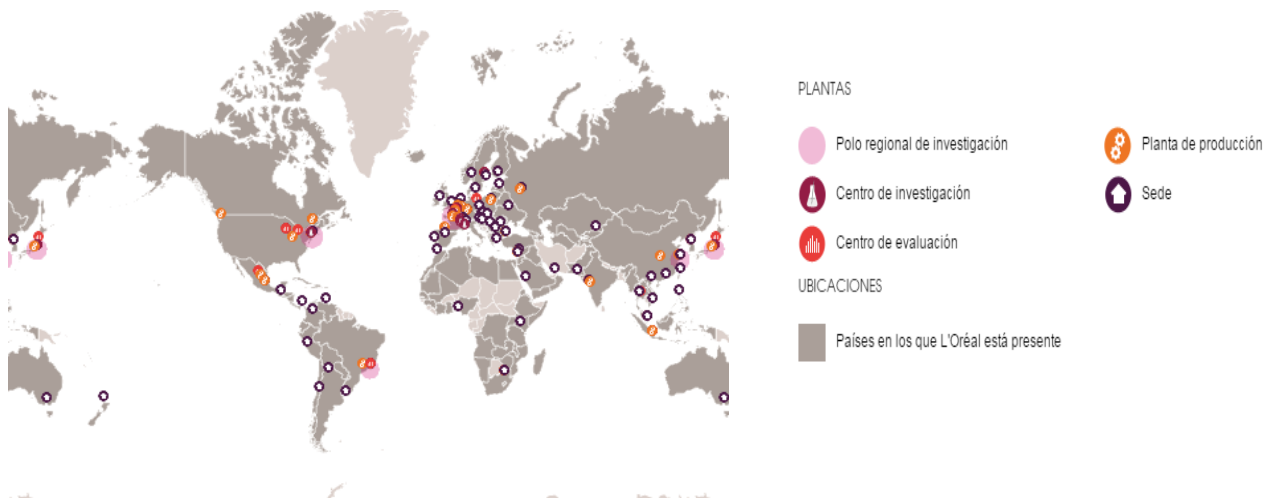 PLANTAS
Polo regional de investigación
Planta de producción
Centro de investigación
Sede
Centro de evaluación
UBICACIONES
Países en los que L'Oréal está presente